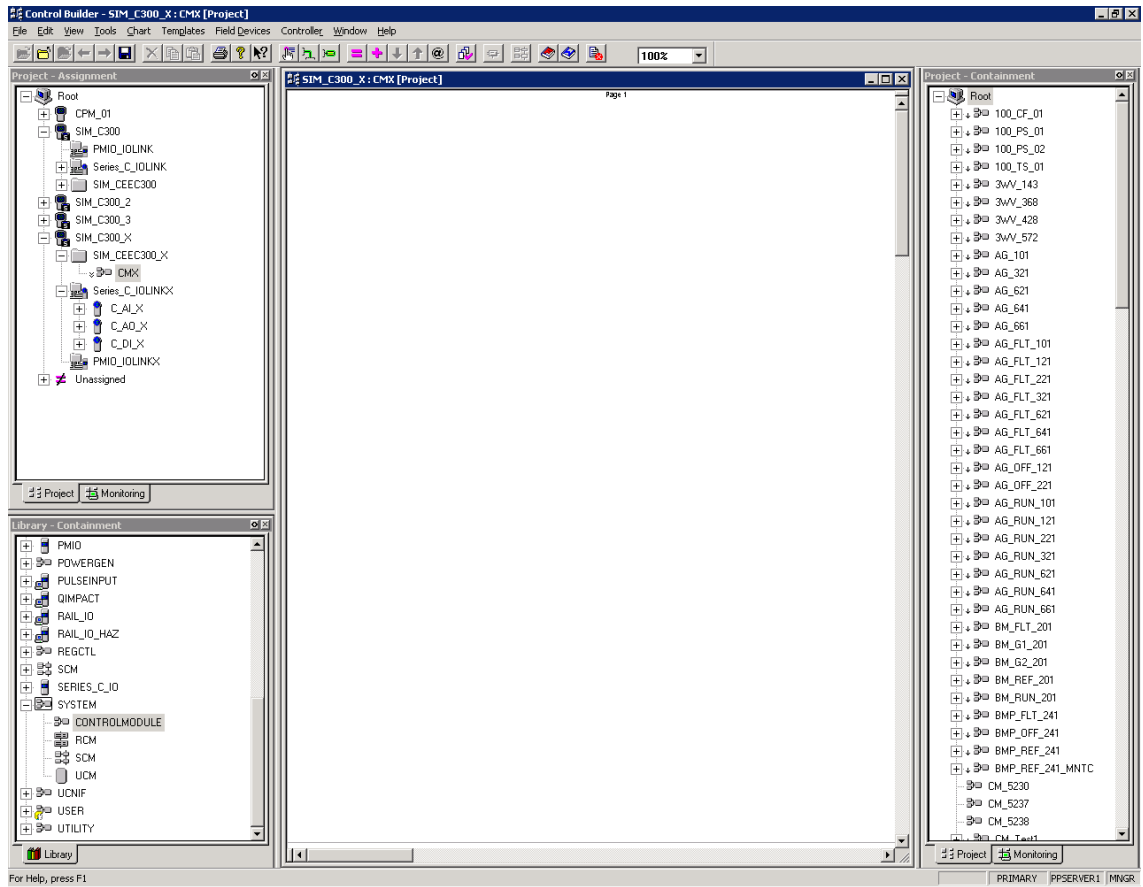 Control Builder - SIM_C300_X : CMX [Project]
File Edit View Tools Chart Templates Field Devices Controller Window Help
100%
Project - Assignment
Root
CPM_01
SIM_C300
PMIO_IOLINK
Series_C_IOLINK
SIM_CEEC300
SIM_C300_2
SIM_C300_3
SIM_C300_X
SIM_CEEC300_X
CMX
Series_C_IOLINKX
C_AI_X
C_AO_X
C_DI_X
PMIO_IOLINKX
Unassigned
Project Monitoring
Library - Containment
PMIO
POWERGEN
PULSEINPUT
QIMPACT
RAIL_IO
RAIL_IO_HAZ
REGCTL
SCM
SERIES_C_IO
SYSTEM
CONTROLMODULE
RCM
SCM
UCM
UCNIF
USER
UTILITY
Library
SIM_C300_X : CMX [Project]
Page 1
Project - Containment
Root
100_CF_01
100_PS_01
100_PS_02
100_TS_01
3WV_143
3WV_368
3WV_428
3WV_572
AG_101
AG_321
AG_621
AG_641
AG_661
AG_FLT_101
AG_FLT_121
AG_FLT_221
AG_FLT_321
AG_FLT_621
AG_FLT_641
AG_FLT_661
AG_OFF_121
AG_OFF_221
AG_RUN_101
AG_RUN_121
AG_RUN_221
AG_RUN_321
AG_RUN_621
AG_RUN_641
AG_RUN_661
BM_FLT_201
BM_G1_201
BM_G2_201
BM_REF_201
BM_RUN_201
BMP_FLT_241
BMP_OFF_241
BMP_REF_241
BMP_REF_241_MNTC
CM_5230
CM_5237
CM_5238
CM_Test1
Project Monitoring
For Help, press F1
PRIMARY PPSERVER1 MNGR